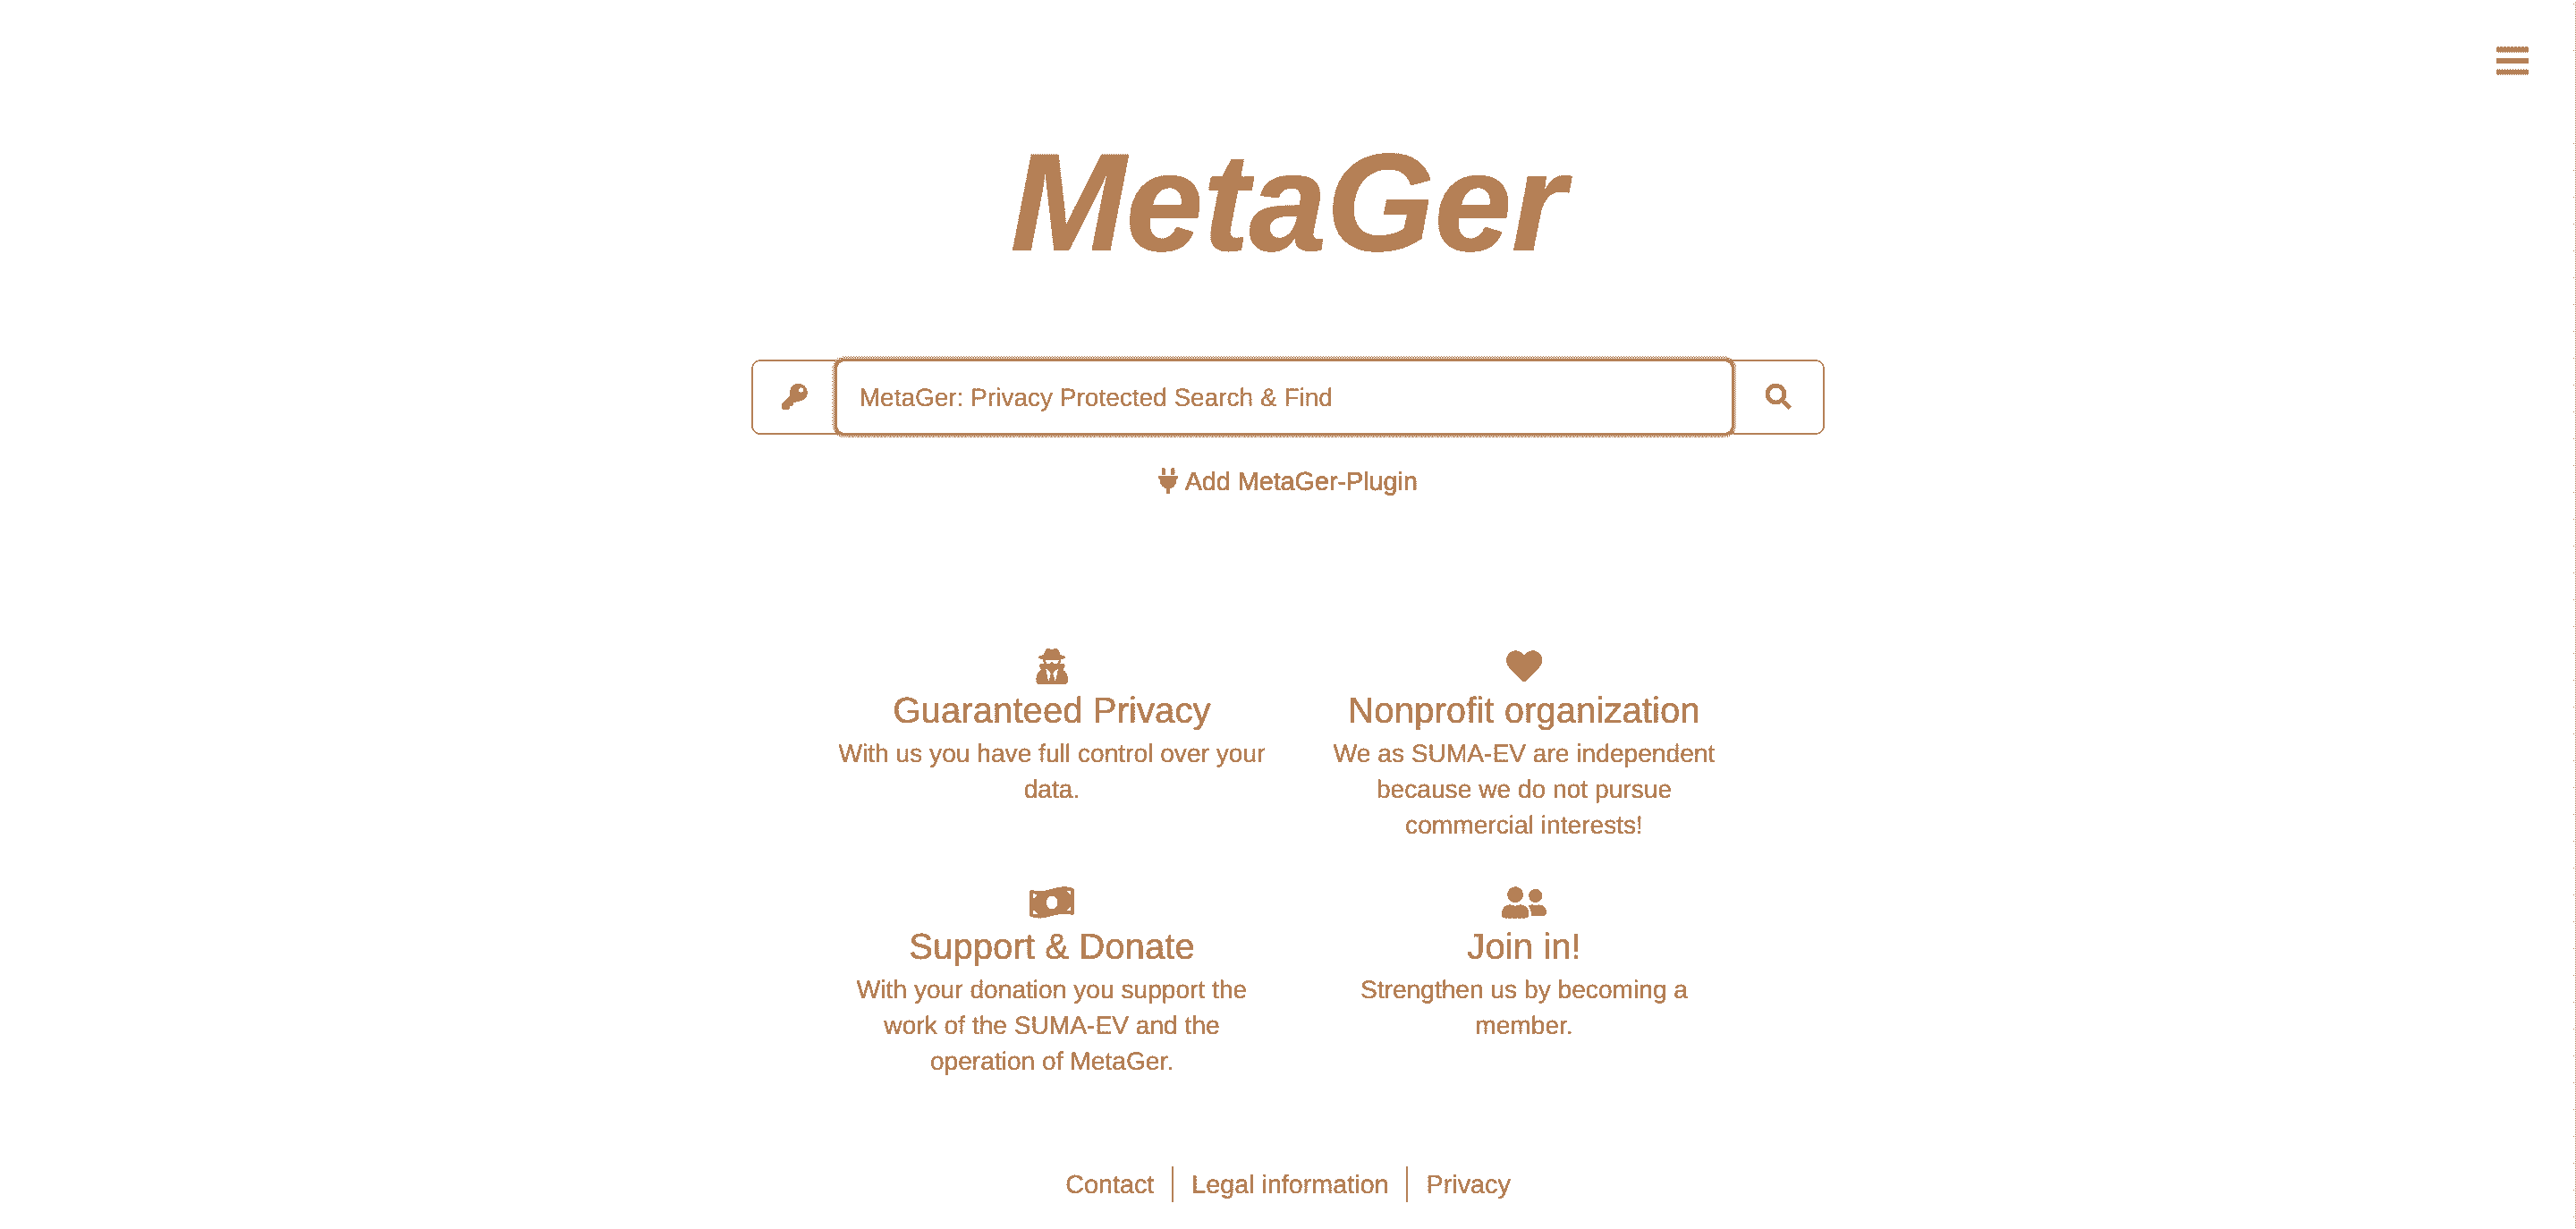 MetaGer
MetaGer: Privacy Protected Search & Find
Add MetaGer-Plugin
Guaranteed Privacy
With us you have full control over your
data.
Nonprofit organization
We as SUMA-EV are independent
because we do not pursue
commercial interests!
Support & Donate
With your donation you support the
work of the SUMA-EV and the
operation of MetaGer.
Join in!
Strengthen us by becoming a
member.
Contact
Legal information
Privacy